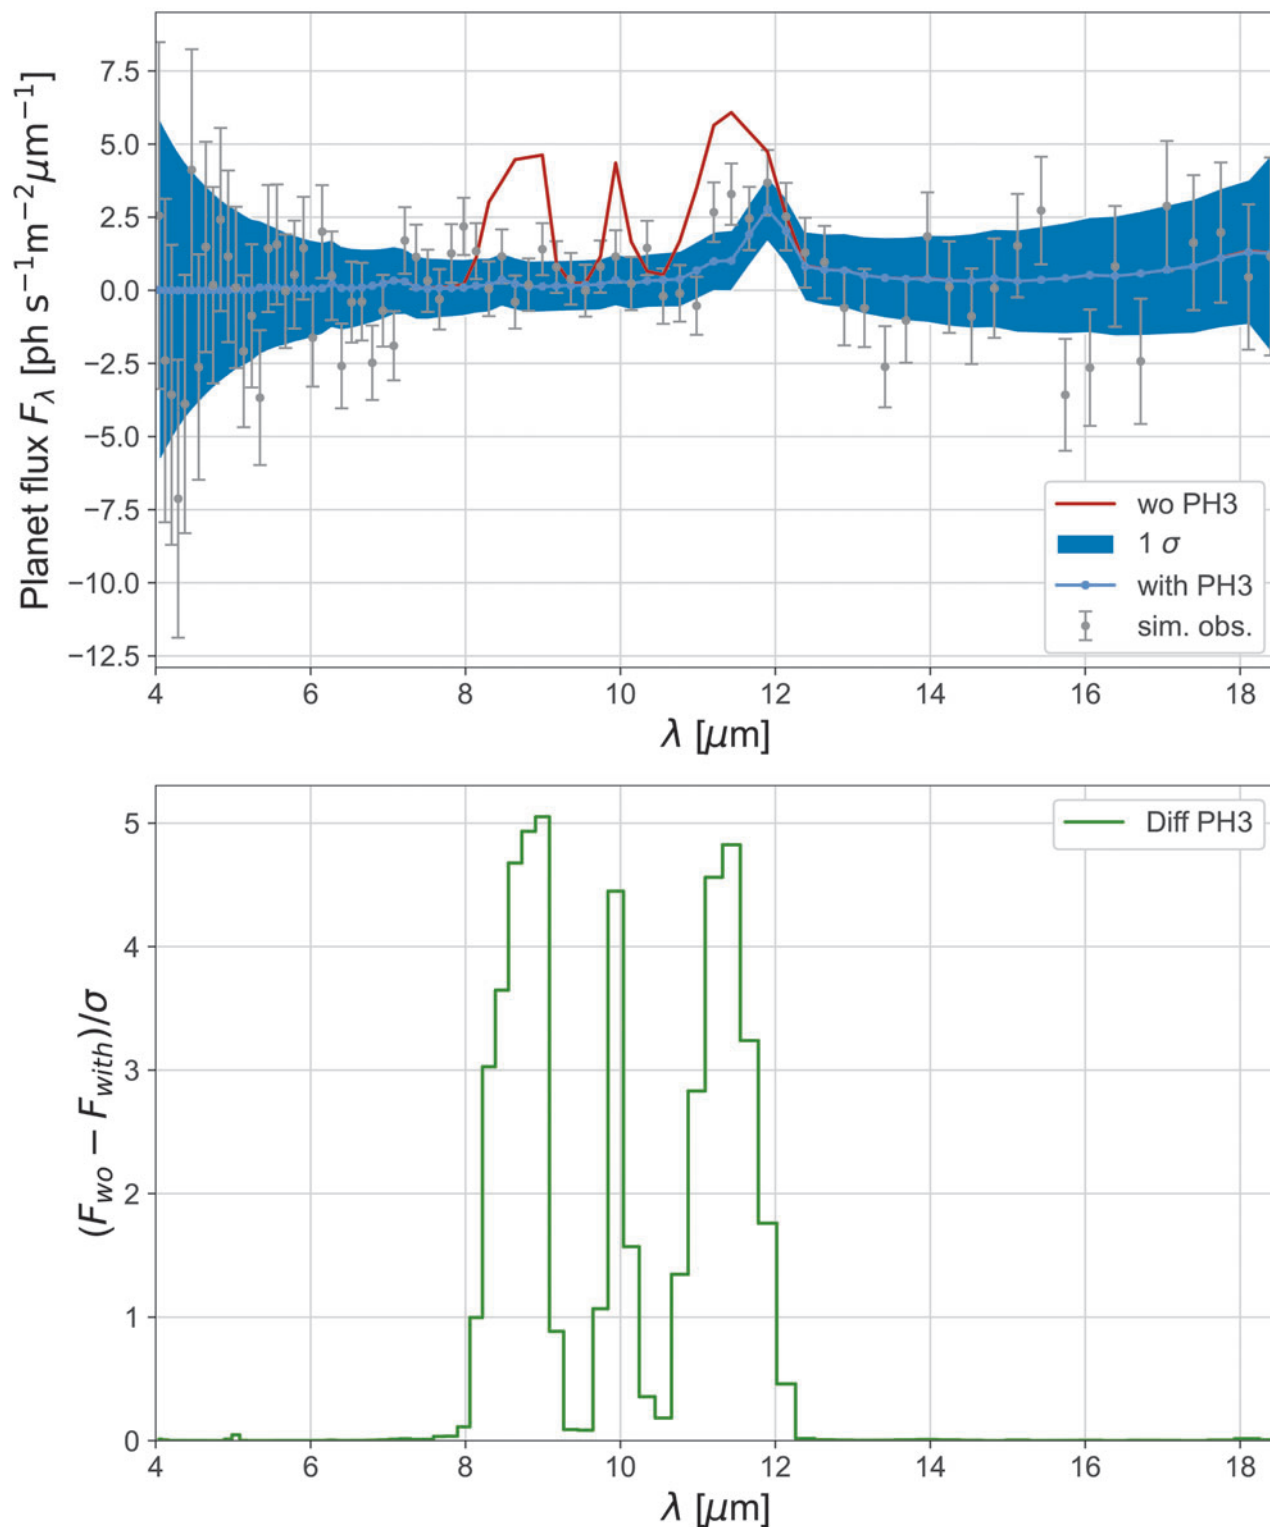 Planet flux Fλ [ph s⁻¹m⁻²μm⁻¹]
7.5
5.0
2.5
0.0
−2.5
−5.0
−7.5
−10.0
−12.5
wo PH3
1 σ
with PH3
sim. obs.
4 6 8 10 12 14 16 18
λ [μm]
(Fwo − Fwith)/σ
5
4
3
2
1
0
Diff PH3
4 6 8 10 12 14 16 18
λ [μm]